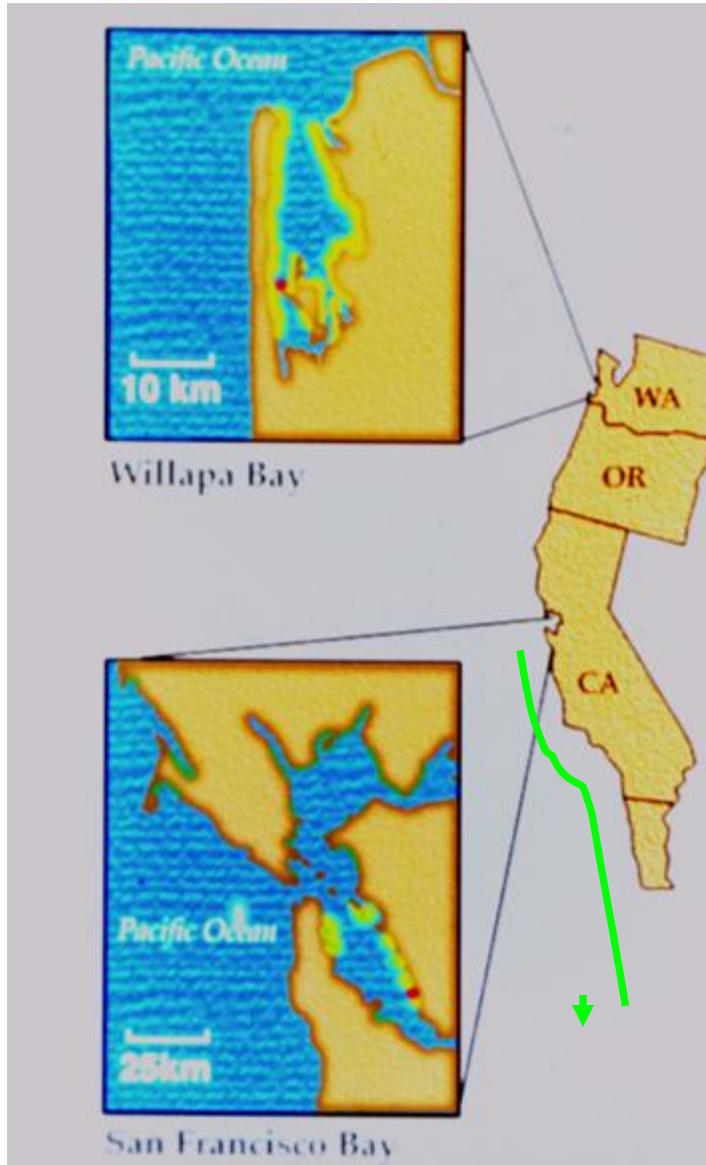 Pacific Ocean
10 km
Willapa Bay
WA
OR
CA
Pacific Ocean
25km
San Francisco Bay